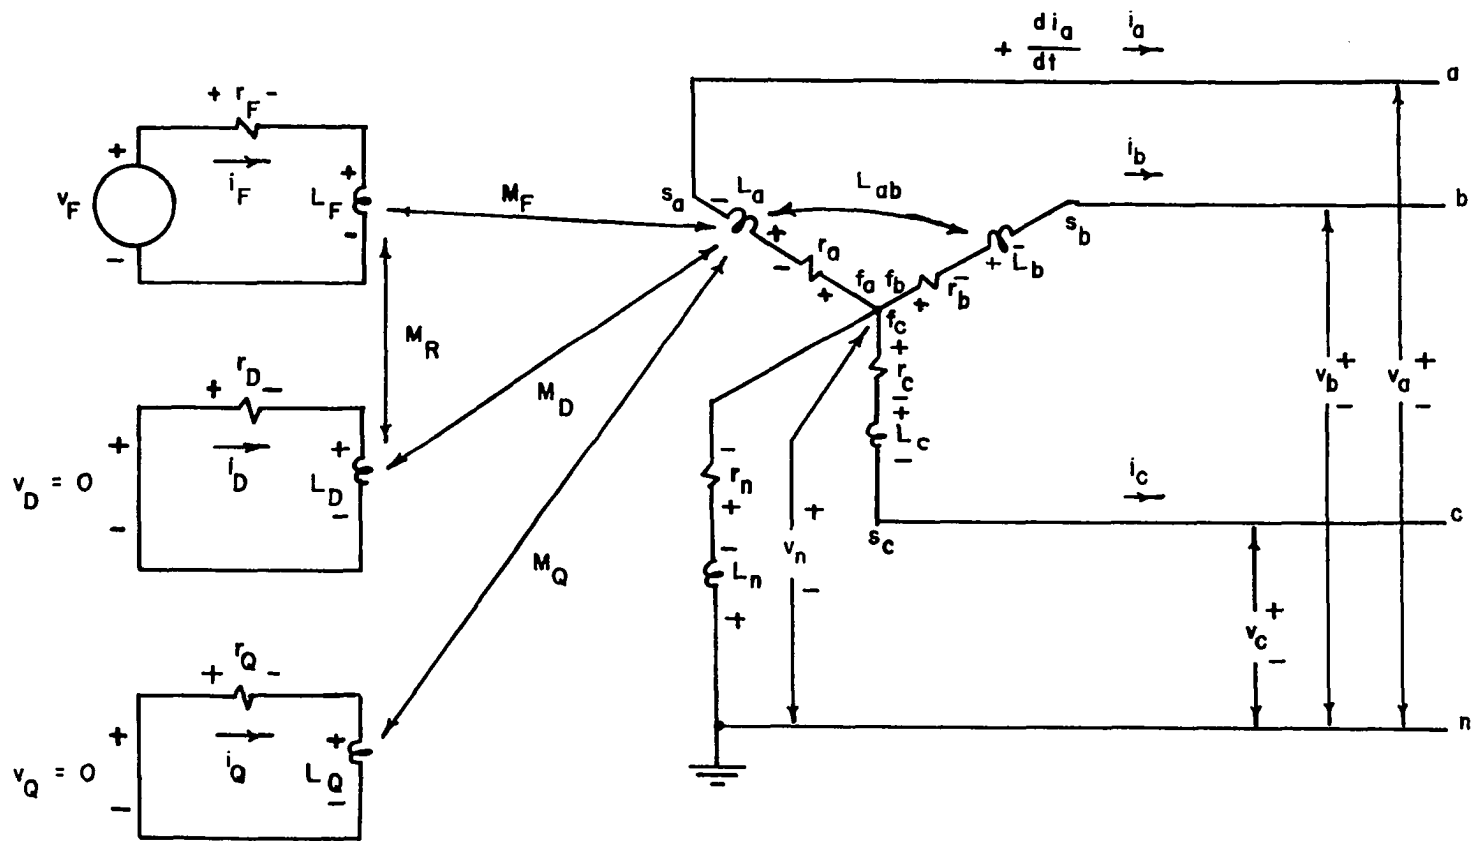 + di_a/dt i_a
a
+ r_F -
+
v_F
-
i_F
L_F
+
-
M_F
s_a
- L_a +
L_ab
i_b
b
s_b
+ L_b -
r_a
- +
f_a f_b
f_c
+ r_b -
M_R
M_D
M_Q
+ r_D -
+
v_D = 0
-
i_D
L_D
+
-
+
r_c
-
+
L_c
-
-
r_n
+
-
L_n
+
+
v_n
-
s_c
i_c
c
v_b
+
-
v_a
+
-
v_c
+
-
n
+ r_Q -
+
v_Q = 0
-
i_Q
L_Q
+
-